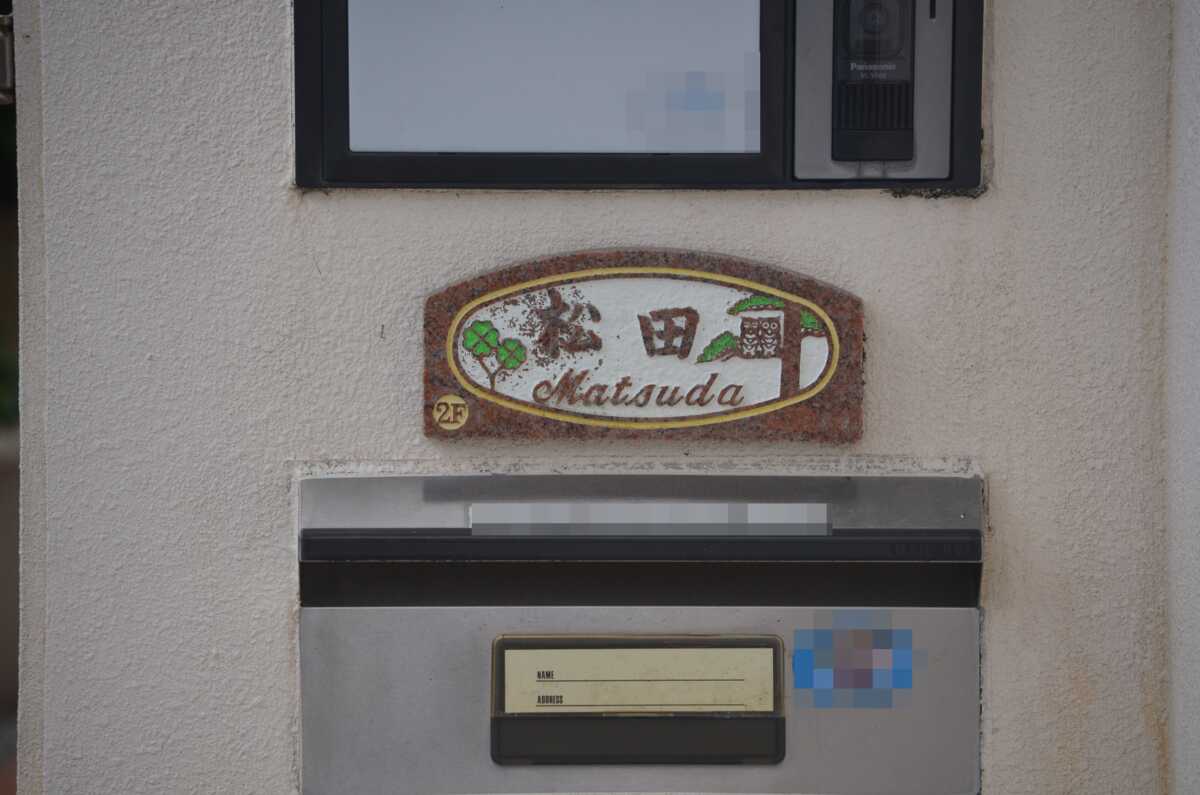 Panasonic
松田
Matsuda
2F
NAME
ADDRESS